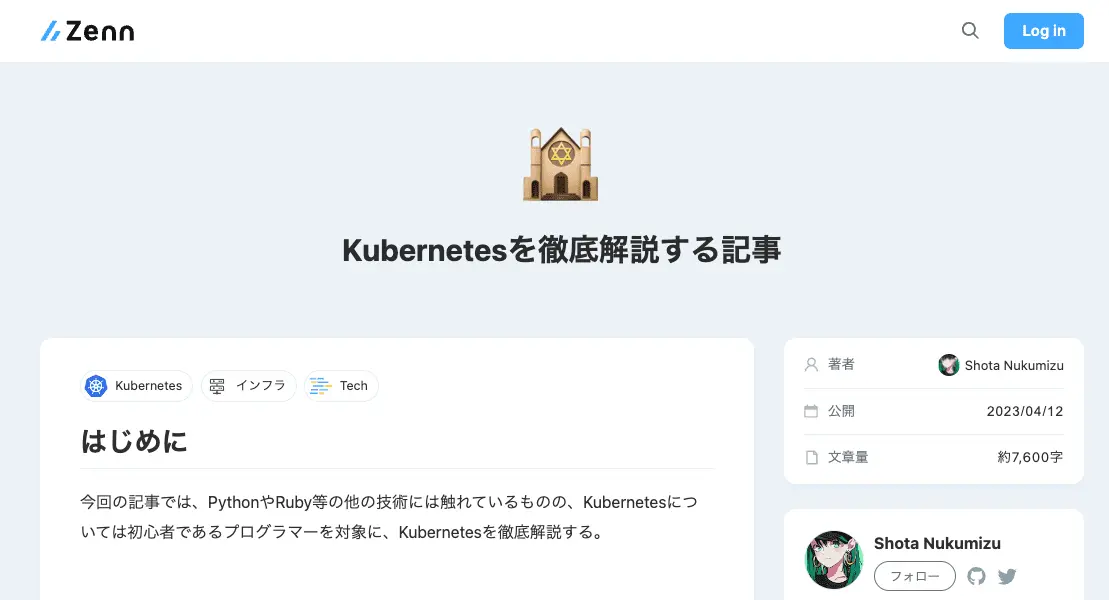 Zenn
Log in
Kubernetesを徹底解説する記事
Kubernetes
インフラ
Tech
はじめに
今回の記事では、PythonやRuby等の他の技術には触れているものの、Kubernetesにつ
いては初心者であるプログラマーを対象に、Kubernetesを徹底解説する。
著者
Shota Nukumizu
公開
2023/04/12
文章量
約7,600字
Shota Nukumizu
フォロー